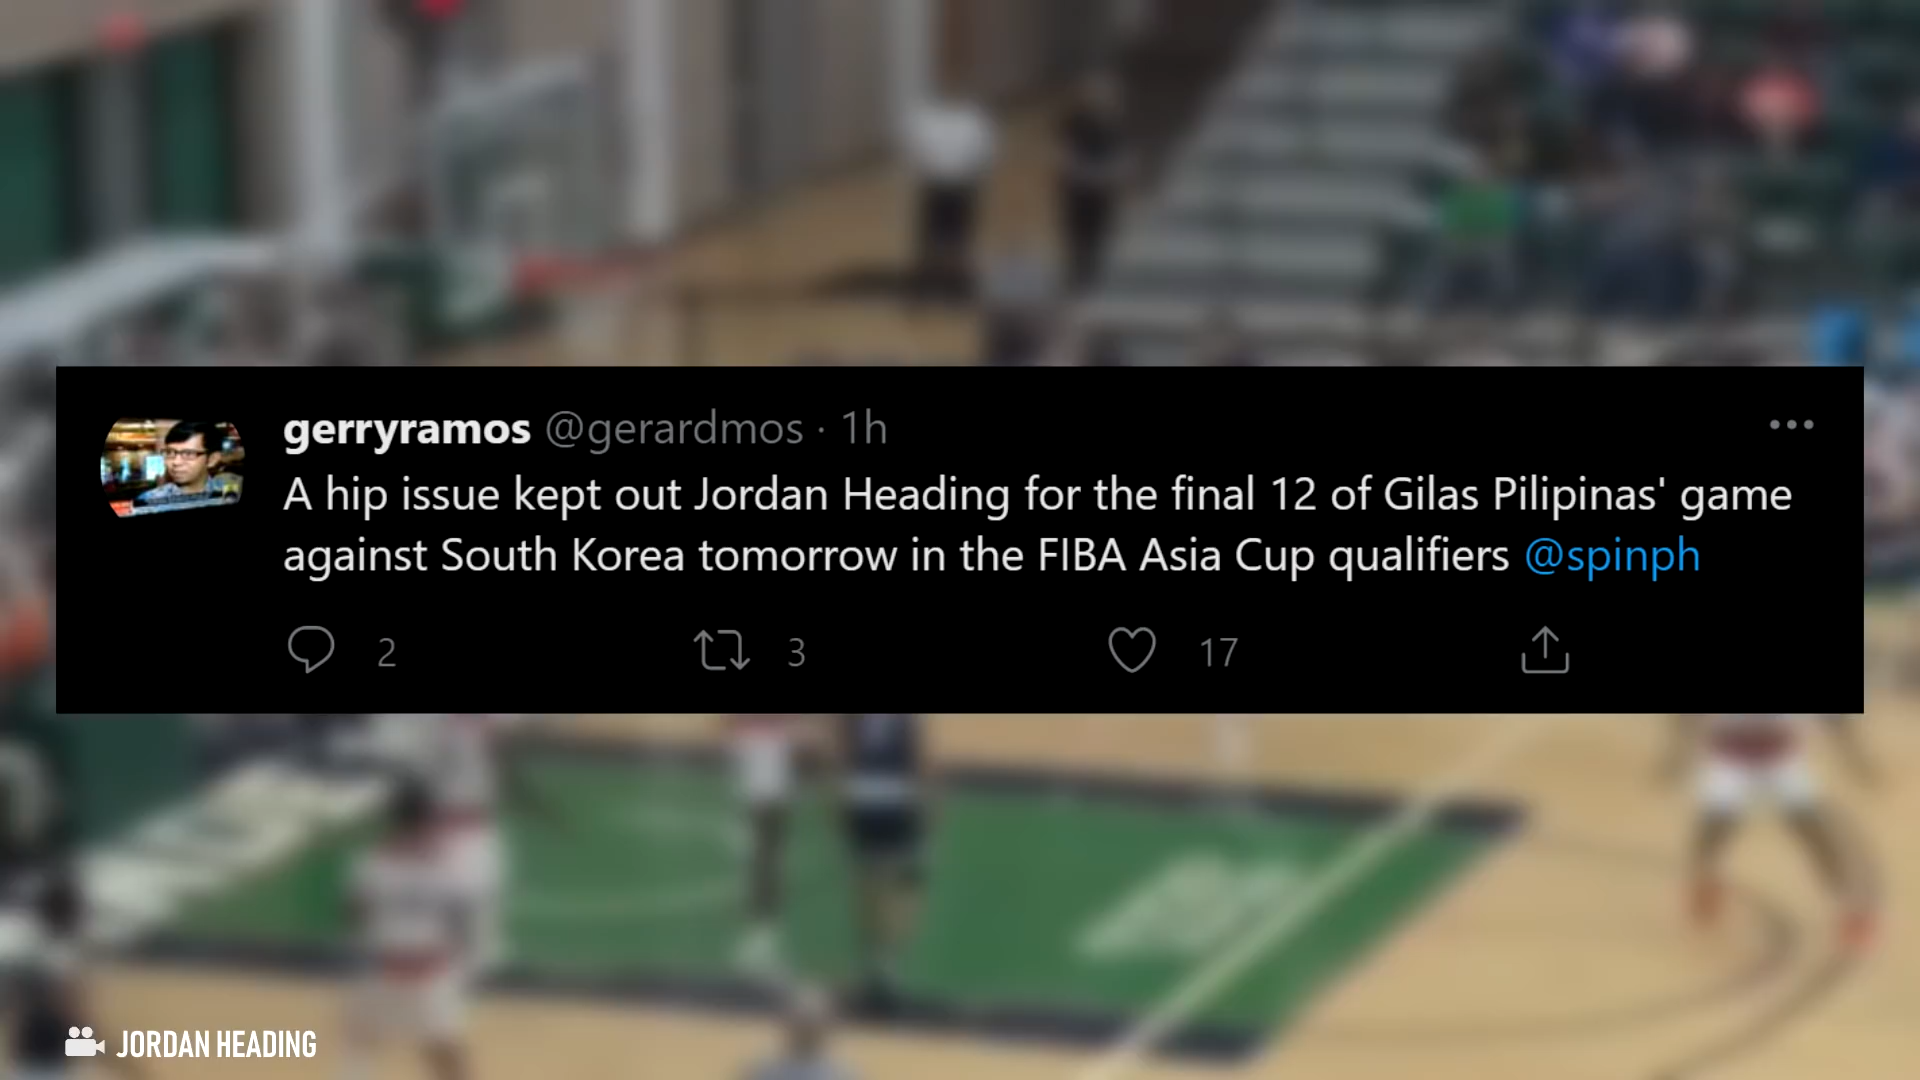 gerryramos @gerardmos · 1h
A hip issue kept out Jordan Heading for the final 12 of Gilas Pilipinas' game
against South Korea tomorrow in the FIBA Asia Cup qualifiers @spinph
2 3 17
JORDAN HEADING